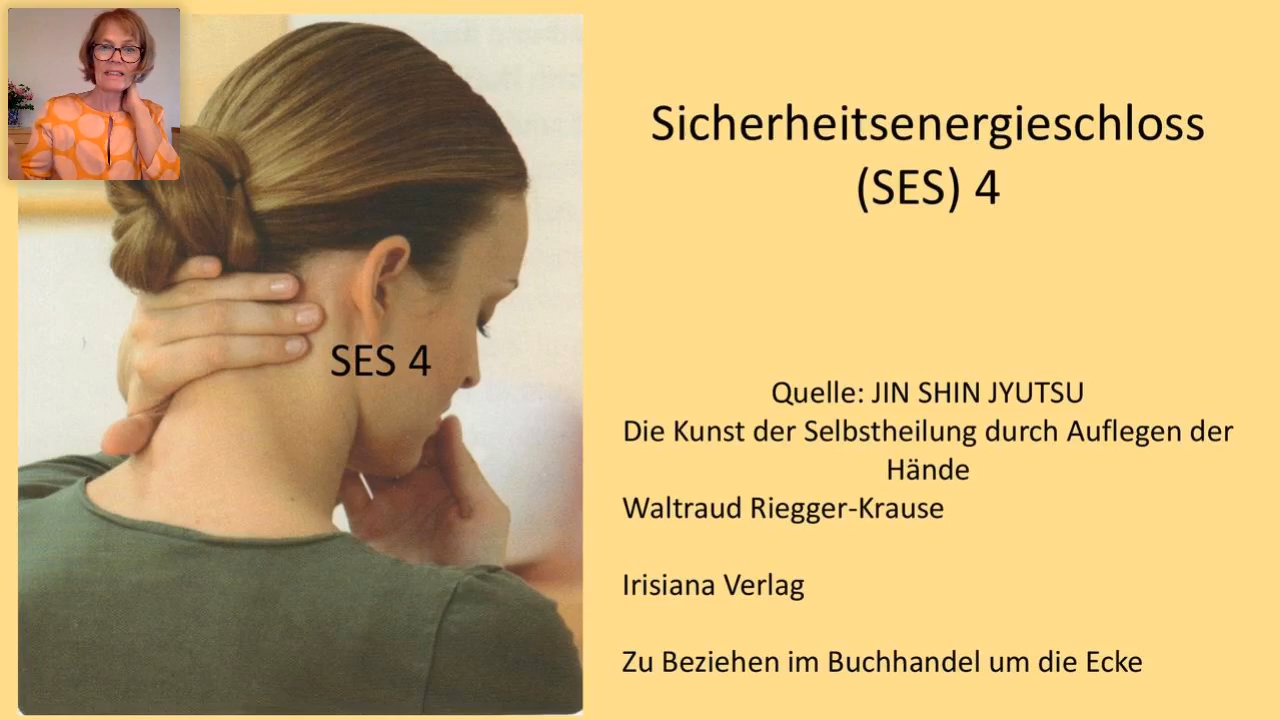 Sicherheitsenergieschloss
(SES) 4
SES 4
Quelle: JIN SHIN JYUTSU
Die Kunst der Selbstheilung durch Auflegen der
Hände
Waltraud Riegger-Krause
Irisiana Verlag
Zu Beziehen im Buchhandel um die Ecke